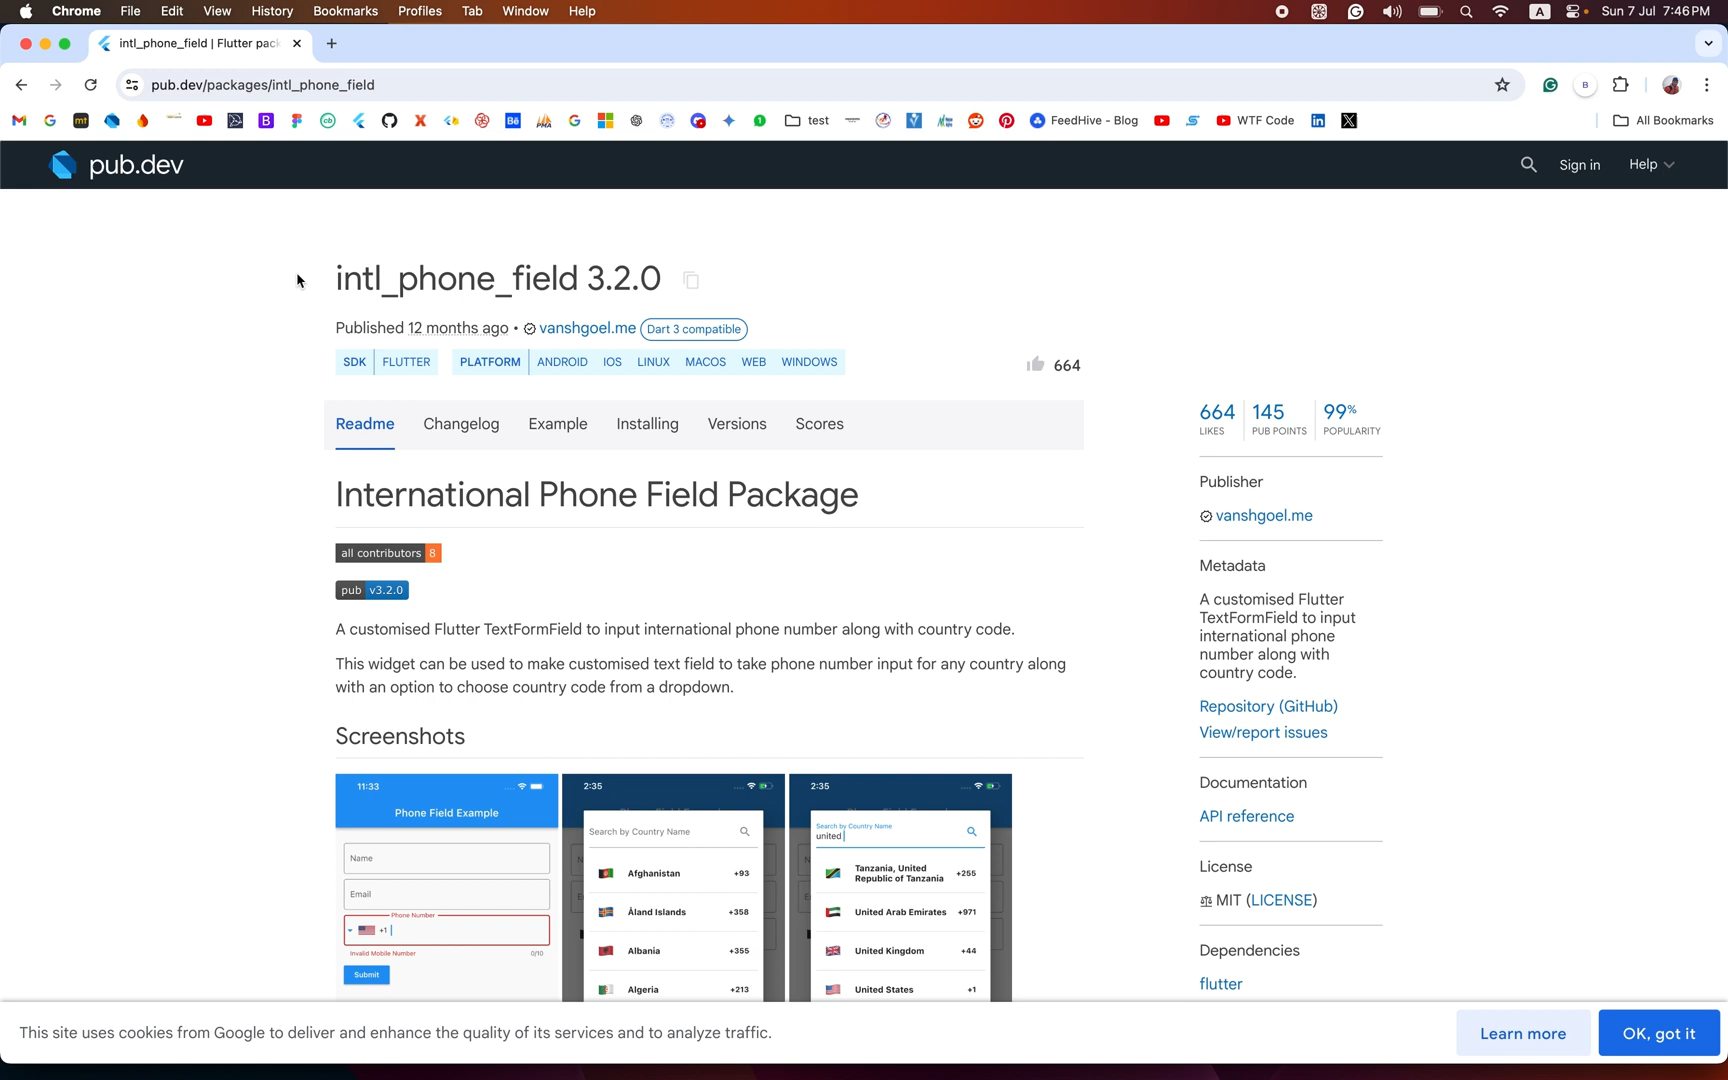 Chrome File Edit View History Bookmarks Profiles Tab Window Help A Sun 7 Jul 7:46 PM
intl_phone_field | Flutter pack
pub.dev/packages/intl_phone_field
test FeedHive - Blog WTF Code All Bookmarks
pub.dev Sign in Help
intl_phone_field 3.2.0
Published 12 months ago • vanshgoel.me Dart 3 compatible
SDK FLUTTER PLATFORM ANDROID IOS LINUX MACOS WEB WINDOWS 664
Readme Changelog Example Installing Versions Scores
664 145 99%
LIKES PUB POINTS POPULARITY
International Phone Field Package
all contributors 8
pub v3.2.0
A customised Flutter TextFormField to input international phone number along with country code.
This widget can be used to make customised text field to take phone number input for any country along
with an option to choose country code from a dropdown.
Screenshots
11:33
Phone Field Example
Name
Email
Phone Number
+1
Invalid Mobile Number 0/10
Submit
2:35
Search by Country Name
Afghanistan +93
Åland Islands +358
Albania +355
Algeria +213
2:35
Search by Country Name
united
Tanzania, United
Republic of Tanzania +255
United Arab Emirates +971
United Kingdom +44
United States +1
Publisher
vanshgoel.me
Metadata
A customised Flutter
TextFormField to input
international phone
number along with
country code.
Repository (GitHub)
View/report issues
Documentation
API reference
License
MIT (LICENSE)
Dependencies
flutter
This site uses cookies from Google to deliver and enhance the quality of its services and to analyze traffic.
Learn more OK, got it